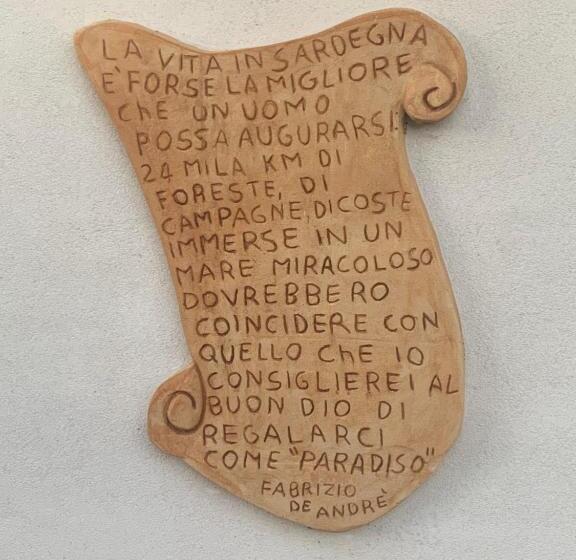 LA VITA IN SARDEGNA
E' FORSE LA MIGLIORE
ChE UN UOMO
POSSA AUGURARSI:
24 MILA KM DI
FORESTE, DI
CAMPAGNE, DI COSTE
IMMERSE IN UN
MARE MIRACOLOSO
DOVREBBERO
COINCIDERE CON
QUELLO ChE IO
CONSIGLIEREI AL
BUON DIO DI
REGALARCI
COME "PARADISO"
FABRIZIO
DE ANDRÈ